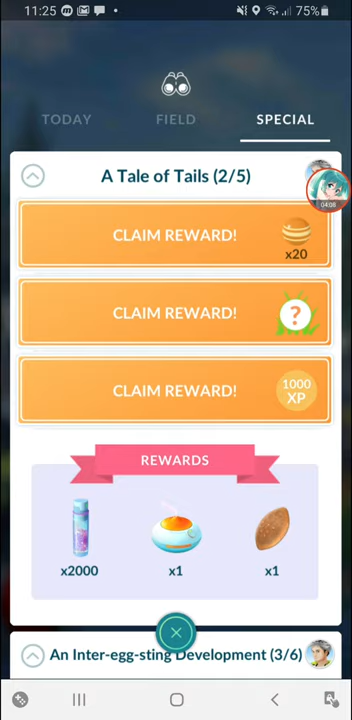 11:25
75%
TODAY
FIELD
SPECIAL
A Tale of Tails (2/5)
04:08
CLAIM REWARD!
x20
CLAIM REWARD!
?
CLAIM REWARD!
1000
XP
REWARDS
x2000
x1
x1
An Inter-egg-sting Development (3/6)